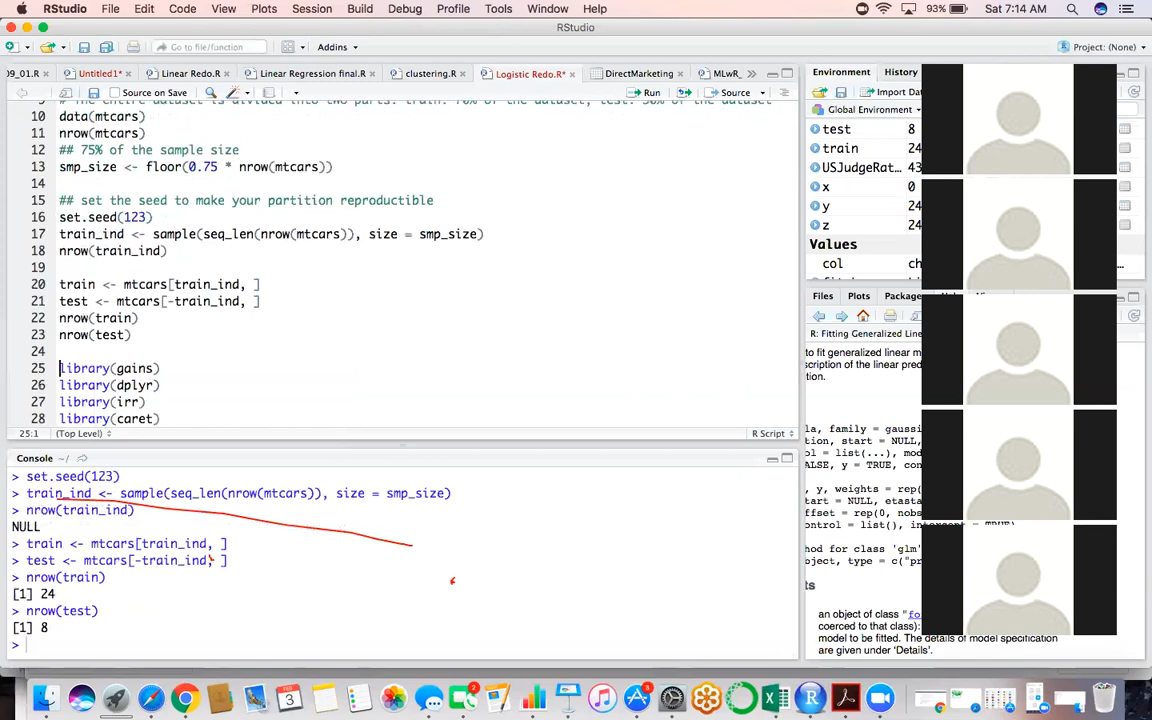 RStudio File Edit Code View Plots Session Build Debug Profile Tools Window Help 93% Sat 7:14 AM
RStudio
Go to file/function Addins Project: (None)
09_01.R Untitled1* Linear Redo.R Linear Regression final.R clustering.R Logistic Redo.R* DirectMarketing MLwR_ Environment History
Source on Save Run Source Import Data
Global Environment
10 data(mtcars)
11 nrow(mtcars)
12 ## 75% of the sample size
13 smp_size <- floor(0.75 * nrow(mtcars))
14
15 ## set the seed to make your partition reproductible
16 set.seed(123)
17 train_ind <- sample(seq_len(nrow(mtcars)), size = smp_size)
18 nrow(train_ind)
19
20 train <- mtcars[train_ind, ]
21 test <- mtcars[-train_ind, ]
22 nrow(train)
23 nrow(test)
24
25 library(gains)
26 library(dplyr)
27 library(irr)
28 library(caret)
25:1 (Top Level) R Script
test 8
train 24
USJudgeRat… 43
x 0
y 24
z 24
Values
col ch
Files Plots Package
R: Fitting Generalized Line
to fit generalized linear m
scription of the linear pred
tion.
la, family = gauss
tion, start = NULL,
ol = list(...), mod
ALSE, y = TRUE, con
, y, weights = rep(
start = NULL, etast
ffset = rep(0, nobs
ontrol = list(), intercept = TRUE)
hod for class 'glm'
object, type = c("p
ts
an object of class "fo
coerced to that class):
model to be fitted. The details of model specification
are given under 'Details'.
Console ~/
> set.seed(123)
> train_ind <- sample(seq_len(nrow(mtcars)), size = smp_size)
> nrow(train_ind)
NULL
> train <- mtcars[train_ind, ]
> test <- mtcars[-train_ind, ]
> nrow(train)
[1] 24
> nrow(test)
[1] 8
>